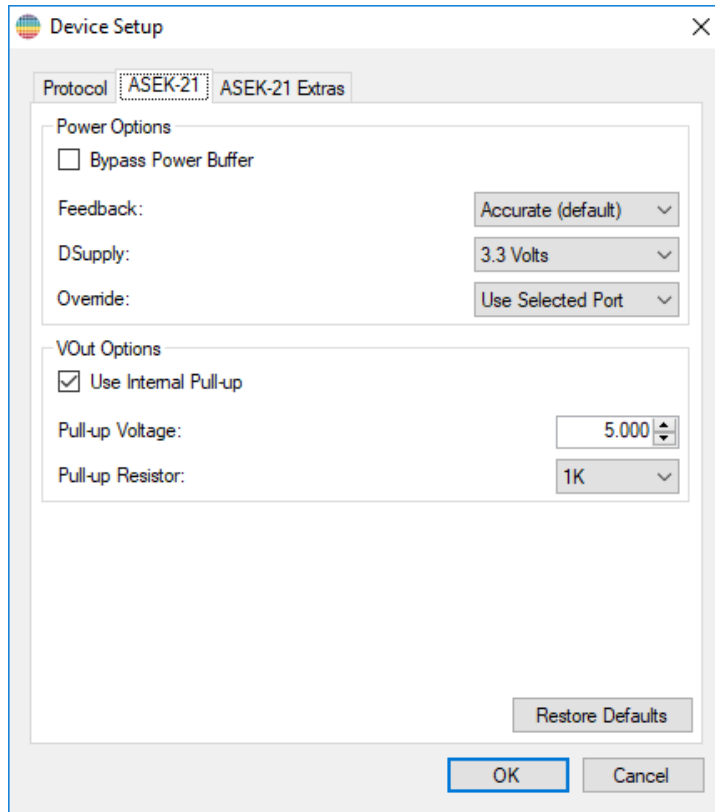 Device Setup
Protocol ASEK-21 ASEK-21 Extras
Power Options
Bypass Power Buffer
Feedback: Accurate (default)
DSupply: 3.3 Volts
Override: Use Selected Port
VOut Options
Use Internal Pull-up
Pull-up Voltage: 5.000
Pull-up Resistor: 1K
Restore Defaults
OK Cancel